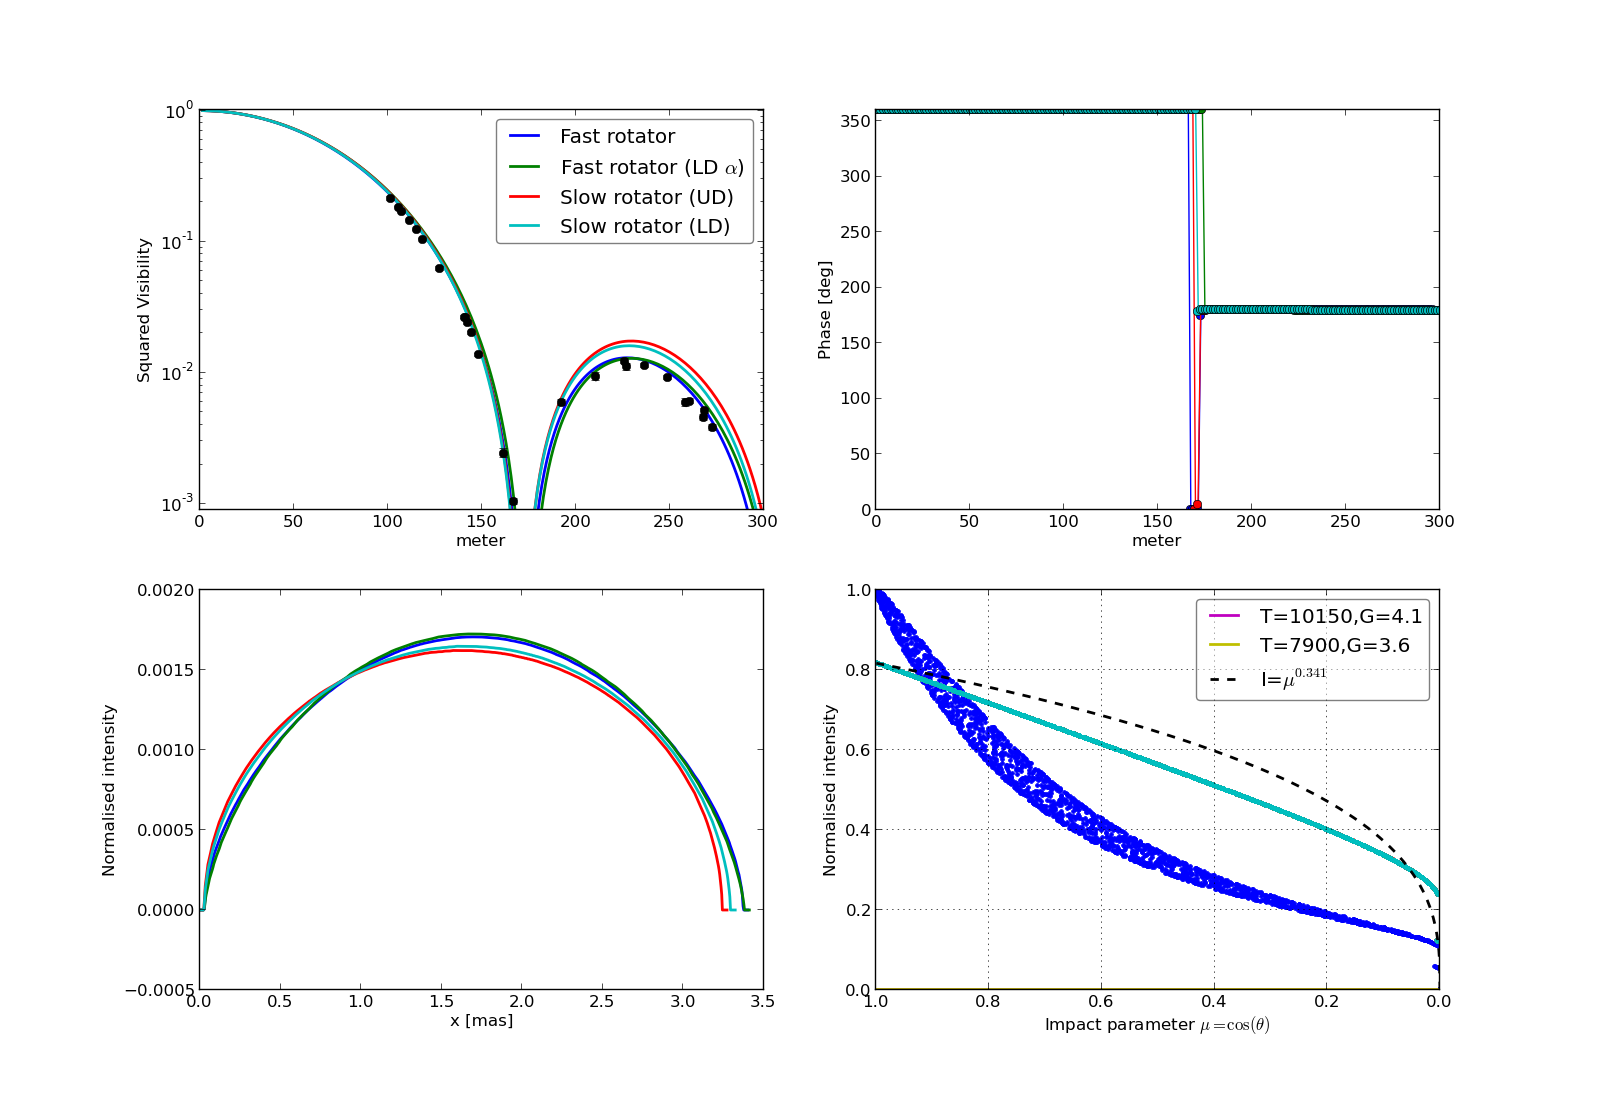 10^0
10^-1
10^-2
10^-3
Squared Visibility
Fast rotator
Fast rotator (LD α)
Slow rotator (UD)
Slow rotator (LD)
0 50 100 150 200 250 300
meter
350
300
250
200
150
100
50
0
Phase [deg]
0 50 100 150 200 250 300
meter
0.0020
0.0015
0.0010
0.0005
0.0000
−0.0005
Normalised intensity
0.0 0.5 1.0 1.5 2.0 2.5 3.0 3.5
x [mas]
1.0
0.8
0.6
0.4
0.2
0.0
Normalised intensity
T=10150,G=4.1
T=7900,G=3.6
I=μ^0.341
1.0 0.8 0.6 0.4 0.2 0.0
Impact parameter μ=cos(θ)